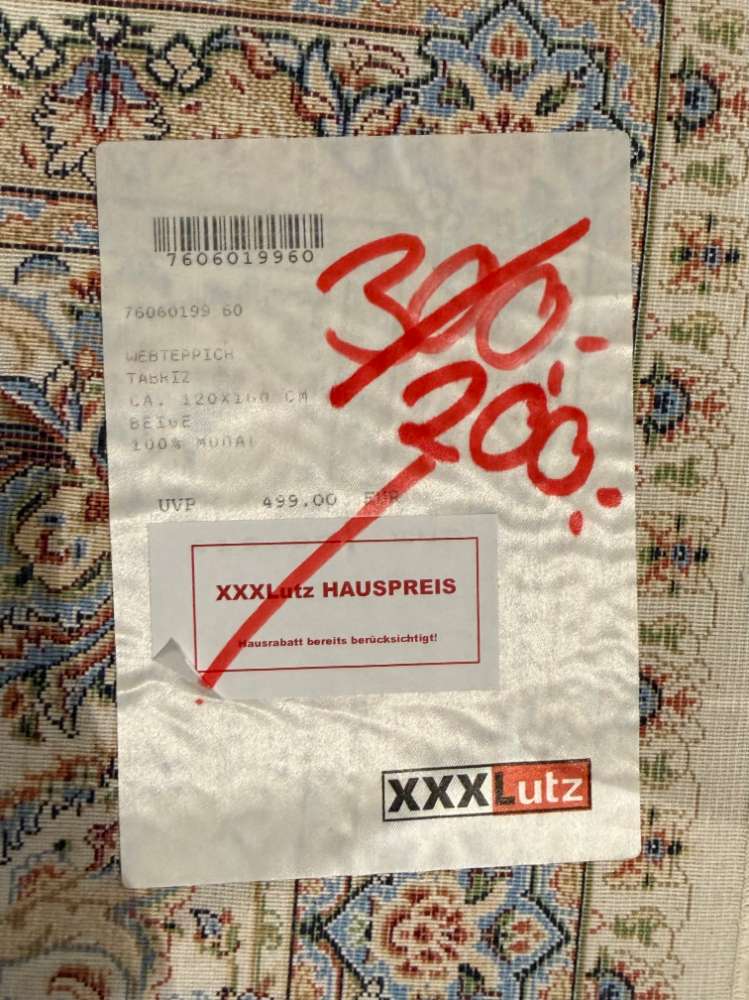 7606019960
300.-
76060199 60
WEBTEPPICH
TABRIZ
CA. 120X160 CM
BEIGE
100% MODAL
200.-
UVP 499.00 EUR
XXXLutz HAUSPREIS
Hausrabatt bereits berücksichtigt!
XXXLutz